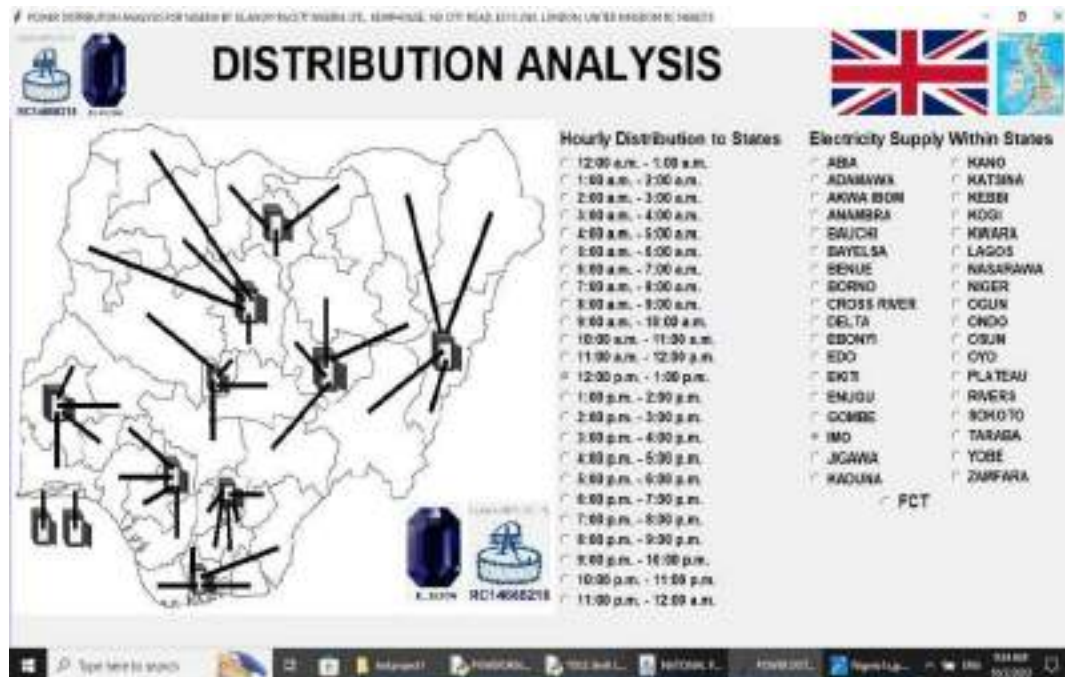 DISTRIBUTION ANALYSIS
Hourly Distribution to States
12:00 a.m. - 1:00 a.m.
1:00 a.m. - 2:00 a.m.
2:00 a.m. - 3:00 a.m.
3:00 a.m. - 4:00 a.m.
4:00 a.m. - 5:00 a.m.
5:00 a.m. - 6:00 a.m.
6:00 a.m. - 7:00 a.m.
7:00 a.m. - 8:00 a.m.
8:00 a.m. - 9:00 a.m.
9:00 a.m. - 10:00 a.m.
10:00 a.m. - 11:00 a.m.
11:00 a.m. - 12:00 p.m.
12:00 p.m. - 1:00 p.m.
1:00 p.m. - 2:00 p.m.
2:00 p.m. - 3:00 p.m.
3:00 p.m. - 4:00 p.m.
4:00 p.m. - 5:00 p.m.
5:00 p.m. - 6:00 p.m.
6:00 p.m. - 7:00 p.m.
7:00 p.m. - 8:00 p.m.
8:00 p.m. - 9:00 p.m.
9:00 p.m. - 10:00 p.m.
10:00 p.m. - 11:00 p.m.
11:00 p.m. - 12:00 a.m.
Electricity Supply Within States
ABIA
ADAMAWA
AKWA IBOM
ANAMBRA
BAUCHI
BAYELSA
BENUE
BORNO
CROSS RIVER
DELTA
EBONYI
EDO
EKITI
ENUGU
GOMBE
IMO
JIGAWA
KADUNA
KANO
KATSINA
KEBBI
KOGI
KWARA
LAGOS
NASARAWA
NIGER
OGUN
ONDO
OSUN
OYO
PLATEAU
RIVERS
SOKOTO
TARABA
YOBE
ZAMFARA
FCT
Type here to search